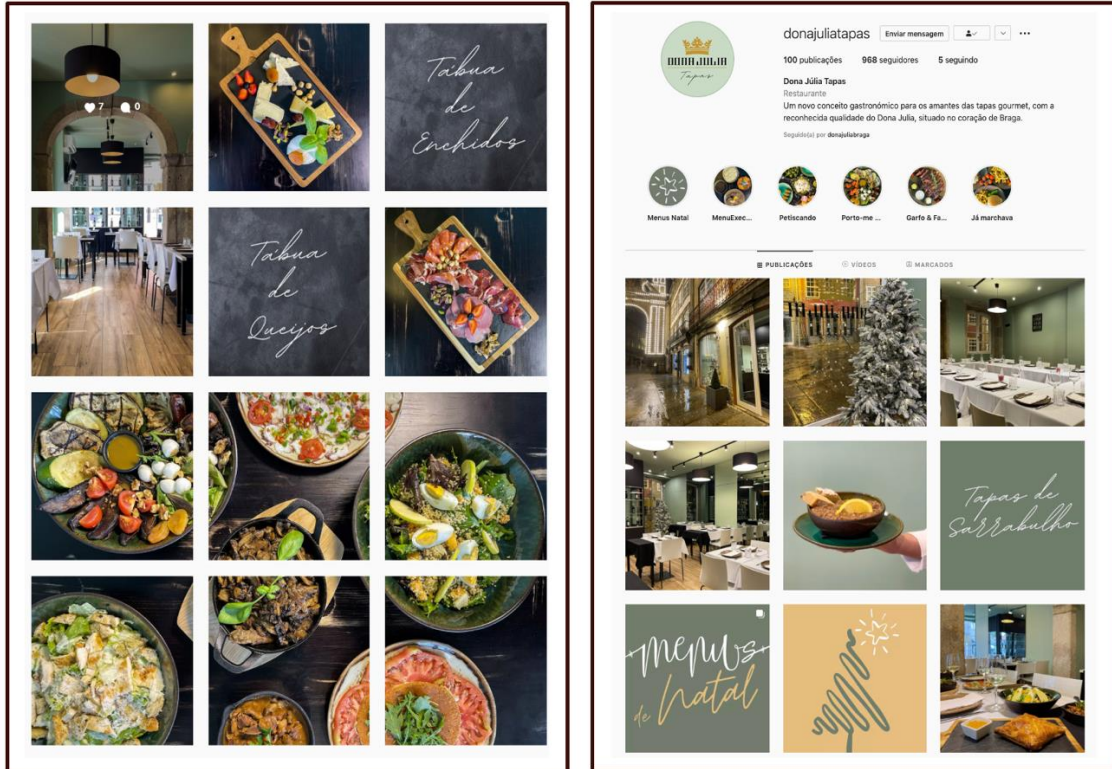 7 0
Tábua
de
Enchidos
Tábua
de
Queijos
donajuliatapas Enviar mensagem
100 publicações 968 seguidores 5 seguindo
Dona Júlia Tapas
Restaurante
Um novo conceito gastronómico para os amantes das tapas gourmet, com a
reconhecida qualidade do Dona Julia, situado no coração de Braga.
Seguido(a) por donajuliabraga
DONA JÚLIA
Tapas
Menus Natal MenuExec... Petiscando Porto-me ... Garfo & Fa... Já marchava
PUBLICAÇÕES VÍDEOS MARCADOS
Tapas de
Sarrabulho
menus
de Natal